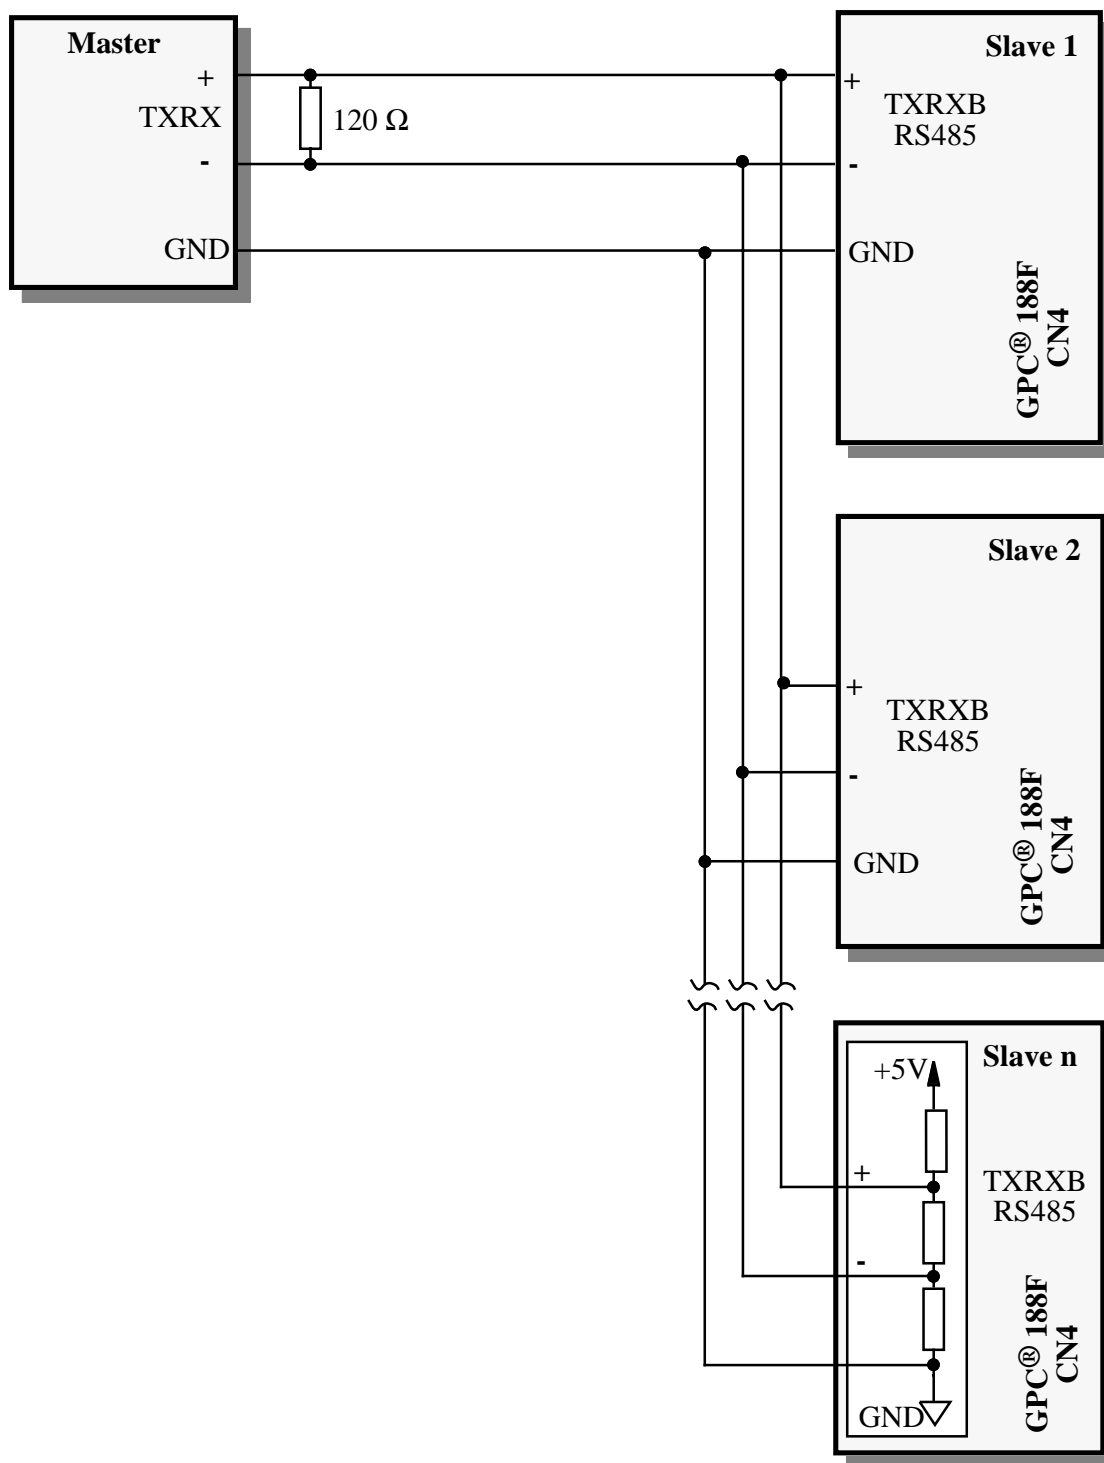 Master
+
TXRX
-
GND
120 Ω
Slave 1
+
TXRXB
RS485
-
GND
GPC® 188F
CN4
Slave 2
+
TXRXB
RS485
-
GND
GPC® 188F
CN4
Slave n
+5V
+
TXRXB
RS485
-
GND
GPC® 188F
CN4